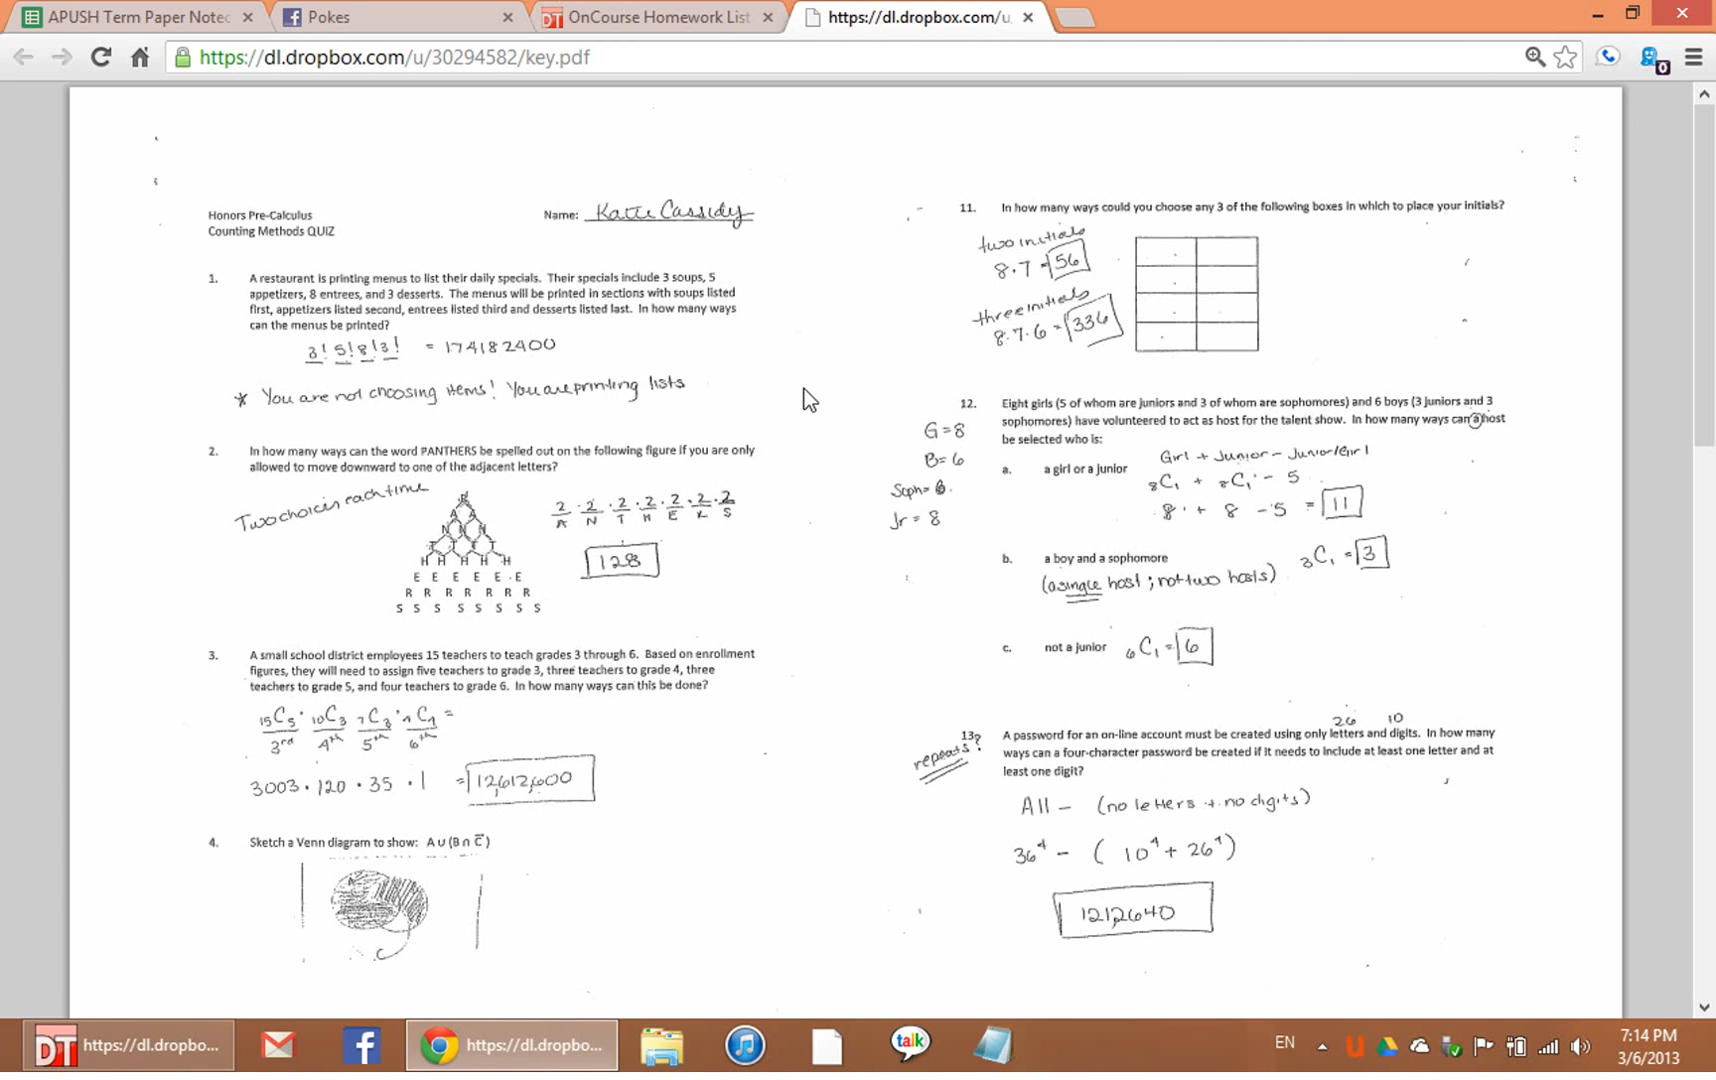 APUSH Term Paper Notec
Pokes
OnCourse Homework List
https://dl.dropbox.com/u
https://dl.dropbox.com/u/30294582/key.pdf
0
Honors Pre-Calculus
Counting Methods QUIZ
Name: Katie Cassidy
1. A restaurant is printing menus to list their daily specials. Their specials include 3 soups, 5
appetizers, 8 entrees, and 3 desserts. The menus will be printed in sections with soups listed
first, appetizers listed second, entrees listed third and desserts listed last. In how many ways
can the menus be printed?
3! 5! 8! 3! = 174182400
* You are not choosing items! You are printing lists
2. In how many ways can the word PANTHERS be spelled out on the following figure if you are only
allowed to move downward to one of the adjacent letters?
Two choices each time
P
A A
N N N
T T T T
H H H H H
E E E E E E
R R R R R R R
S S S S S S S S
2 · 2 · 2 · 2 · 2 · 2 · 2
A N T H E R S
128
3. A small school district employees 15 teachers to teach grades 3 through 6. Based on enrollment
figures, they will need to assign five teachers to grade 3, three teachers to grade 4, three
teachers to grade 5, and four teachers to grade 6. In how many ways can this be done?
15C5 · 10C3 · 7C3 · 4C4 =
3rd 4th 5th 6th
3003 · 120 · 35 · 1 = 12,612,600
4. Sketch a Venn diagram to show: A ∪ (B ∩ C̅)
C
11. In how many ways could you choose any 3 of the following boxes in which to place your initials?
two initials
8·7 = 56
three initials
8·7·6 = 336
12. Eight girls (5 of whom are juniors and 3 of whom are sophomores) and 6 boys (3 juniors and 3
sophomores) have volunteered to act as host for the talent show. In how many ways can a host
be selected who is:
G = 8
B = 6
Soph = 6
Jr = 8
a. a girl or a junior
Girl + Junior - Junior/Girl
8C1 + 8C1 - 5
8 + 8 - 5 = 11
b. a boy and a sophomore
3C1 = 3
(a single host; not two hosts)
c. not a junior
6C1 = 6
26 10
13. A password for an on-line account must be created using only letters and digits. In how many
ways can a four-character password be created if it needs to include at least one letter and at
least one digit?
repeats?
All - (no letters + no digits)
36⁴ - (10⁴ + 26⁴)
1212640
DT
https://dl.dropbo...
https://dl.dropbo...
talk
EN
7:14 PM
3/6/2013